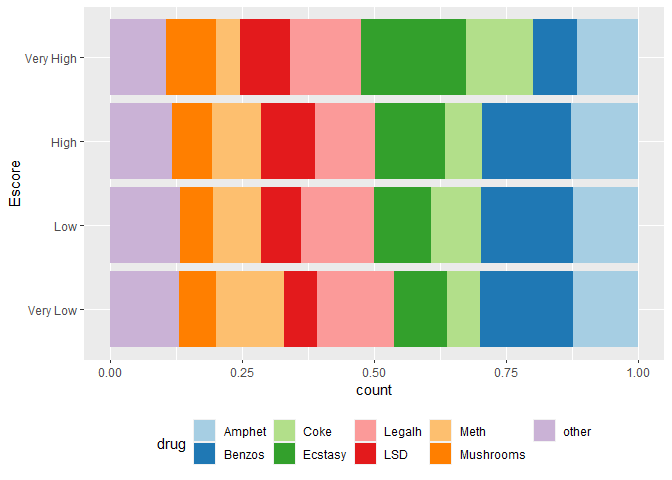 Very High
High
Low
Very Low
Escore
0.00 0.25 0.50 0.75 1.00
count
drug
Amphet Coke Legalh Meth other
Benzos Ecstasy LSD Mushrooms